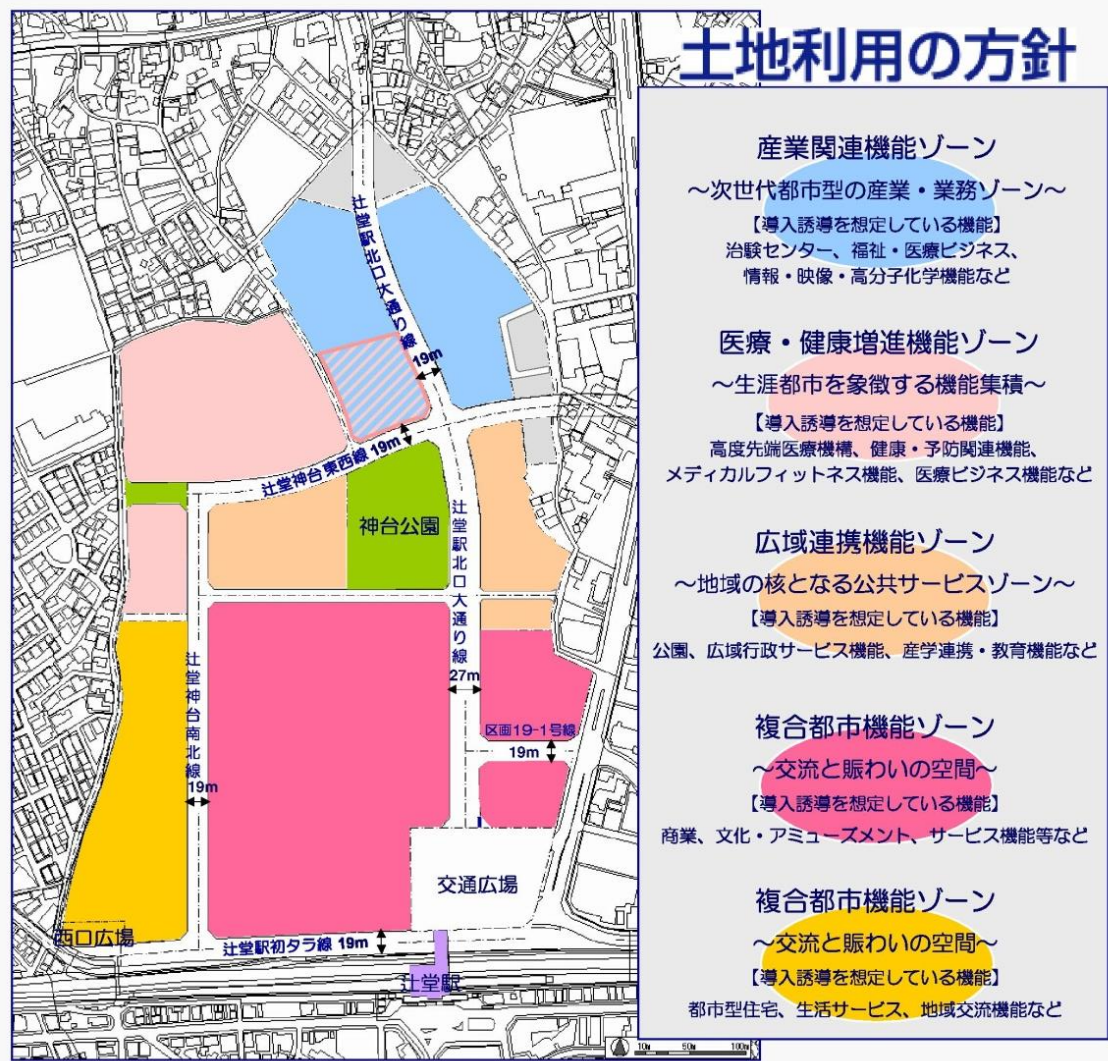 土地利用の方針
産業関連機能ゾーン
～次世代都市型の産業・業務ゾーン～
【導入誘導を想定している機能】
治験センター、福祉・医療ビジネス、
情報・映像・高分子化学機能など
医療・健康増進機能ゾーン
～生涯都市を象徴する機能集積～
【導入誘導を想定している機能】
高度先端医療機構、健康・予防関連機能、
メディカルフィットネス機能、医療ビジネス機能など
広域連携機能ゾーン
～地域の核となる公共サービスゾーン～
【導入誘導を想定している機能】
公園、広域行政サービス機能、産学連携・教育機能など
複合都市機能ゾーン
～交流と賑わいの空間～
【導入誘導を想定している機能】
商業、文化・アミューズメント、サービス機能等など
複合都市機能ゾーン
～交流と賑わいの空間～
【導入誘導を想定している機能】
都市型住宅、生活サービス、地域交流機能など
辻堂駅北口大通り線
19m
辻堂神台東西線 19m
神台公園
辻堂駅北口大通り線
27m
区画19-1号線
19m
辻堂神台南北線
19m
交通広場
西口広場
辻堂駅初タラ線 19m
辻堂駅
10m 50m 100m